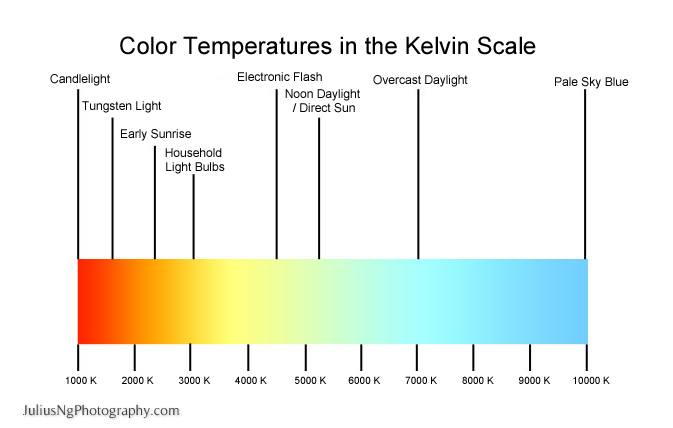 Color Temperatures in the Kelvin Scale
Candlelight
Electronic Flash
Overcast Daylight
Pale Sky Blue
Tungsten Light
Noon Daylight
/ Direct Sun
Early Sunrise
Household
Light Bulbs
1000 K 2000 K 3000 K 4000 K 5000 K 6000 K 7000 K 8000 K 9000 K 10000 K
JuliusNgPhotography.com